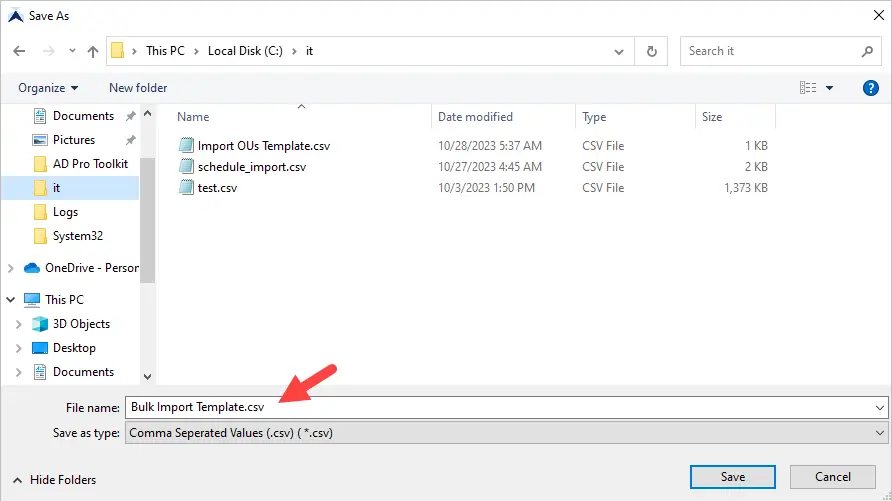 Save As
This PC > Local Disk (C:) > it
Search it
Organize
New folder
?
Documents
Pictures
AD Pro Toolkit
it
Logs
System32
OneDrive - Person
This PC
3D Objects
Desktop
Documents
Name Date modified Type Size
Import OUs Template.csv 10/28/2023 5:37 AM CSV File 1 KB
schedule_import.csv 10/27/2023 4:45 AM CSV File 2 KB
test.csv 10/3/2023 1:50 PM CSV File 1,373 KB
File name: Bulk Import Template.csv
Save as type: Comma Seperated Values (.csv) ( *.csv)
Hide Folders
Save
Cancel